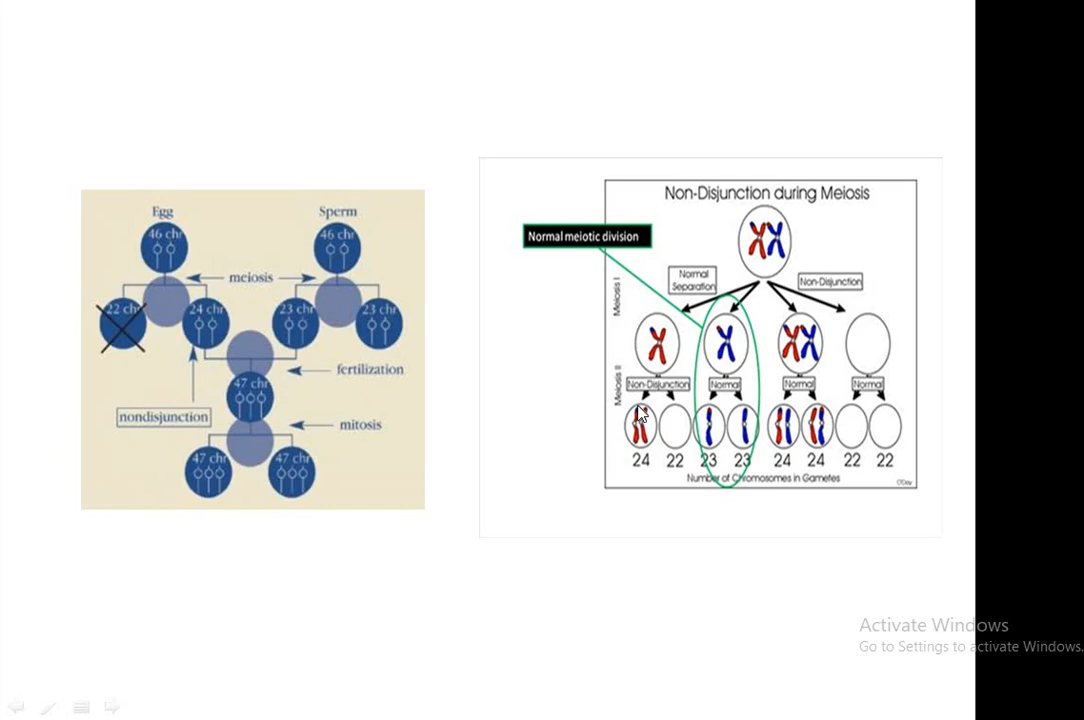 Egg Sperm
46 chr 46 chr
meiosis
22 chr 24 chr 23 chr 23 chr
fertilization
47 chr
nondisjunction
mitosis
47 chr 47 chr
Non-Disjunction during Meiosis
Normal meiotic division
Normal
Separation
Non-Disjunction
Meiosis I
Meiosis II
Non-Disjunction Normal Normal Normal
24 22 23 23 24 24 22 22
Number of Chromosomes in Gametes
Activate Windows
Go to Settings to activate Windows.